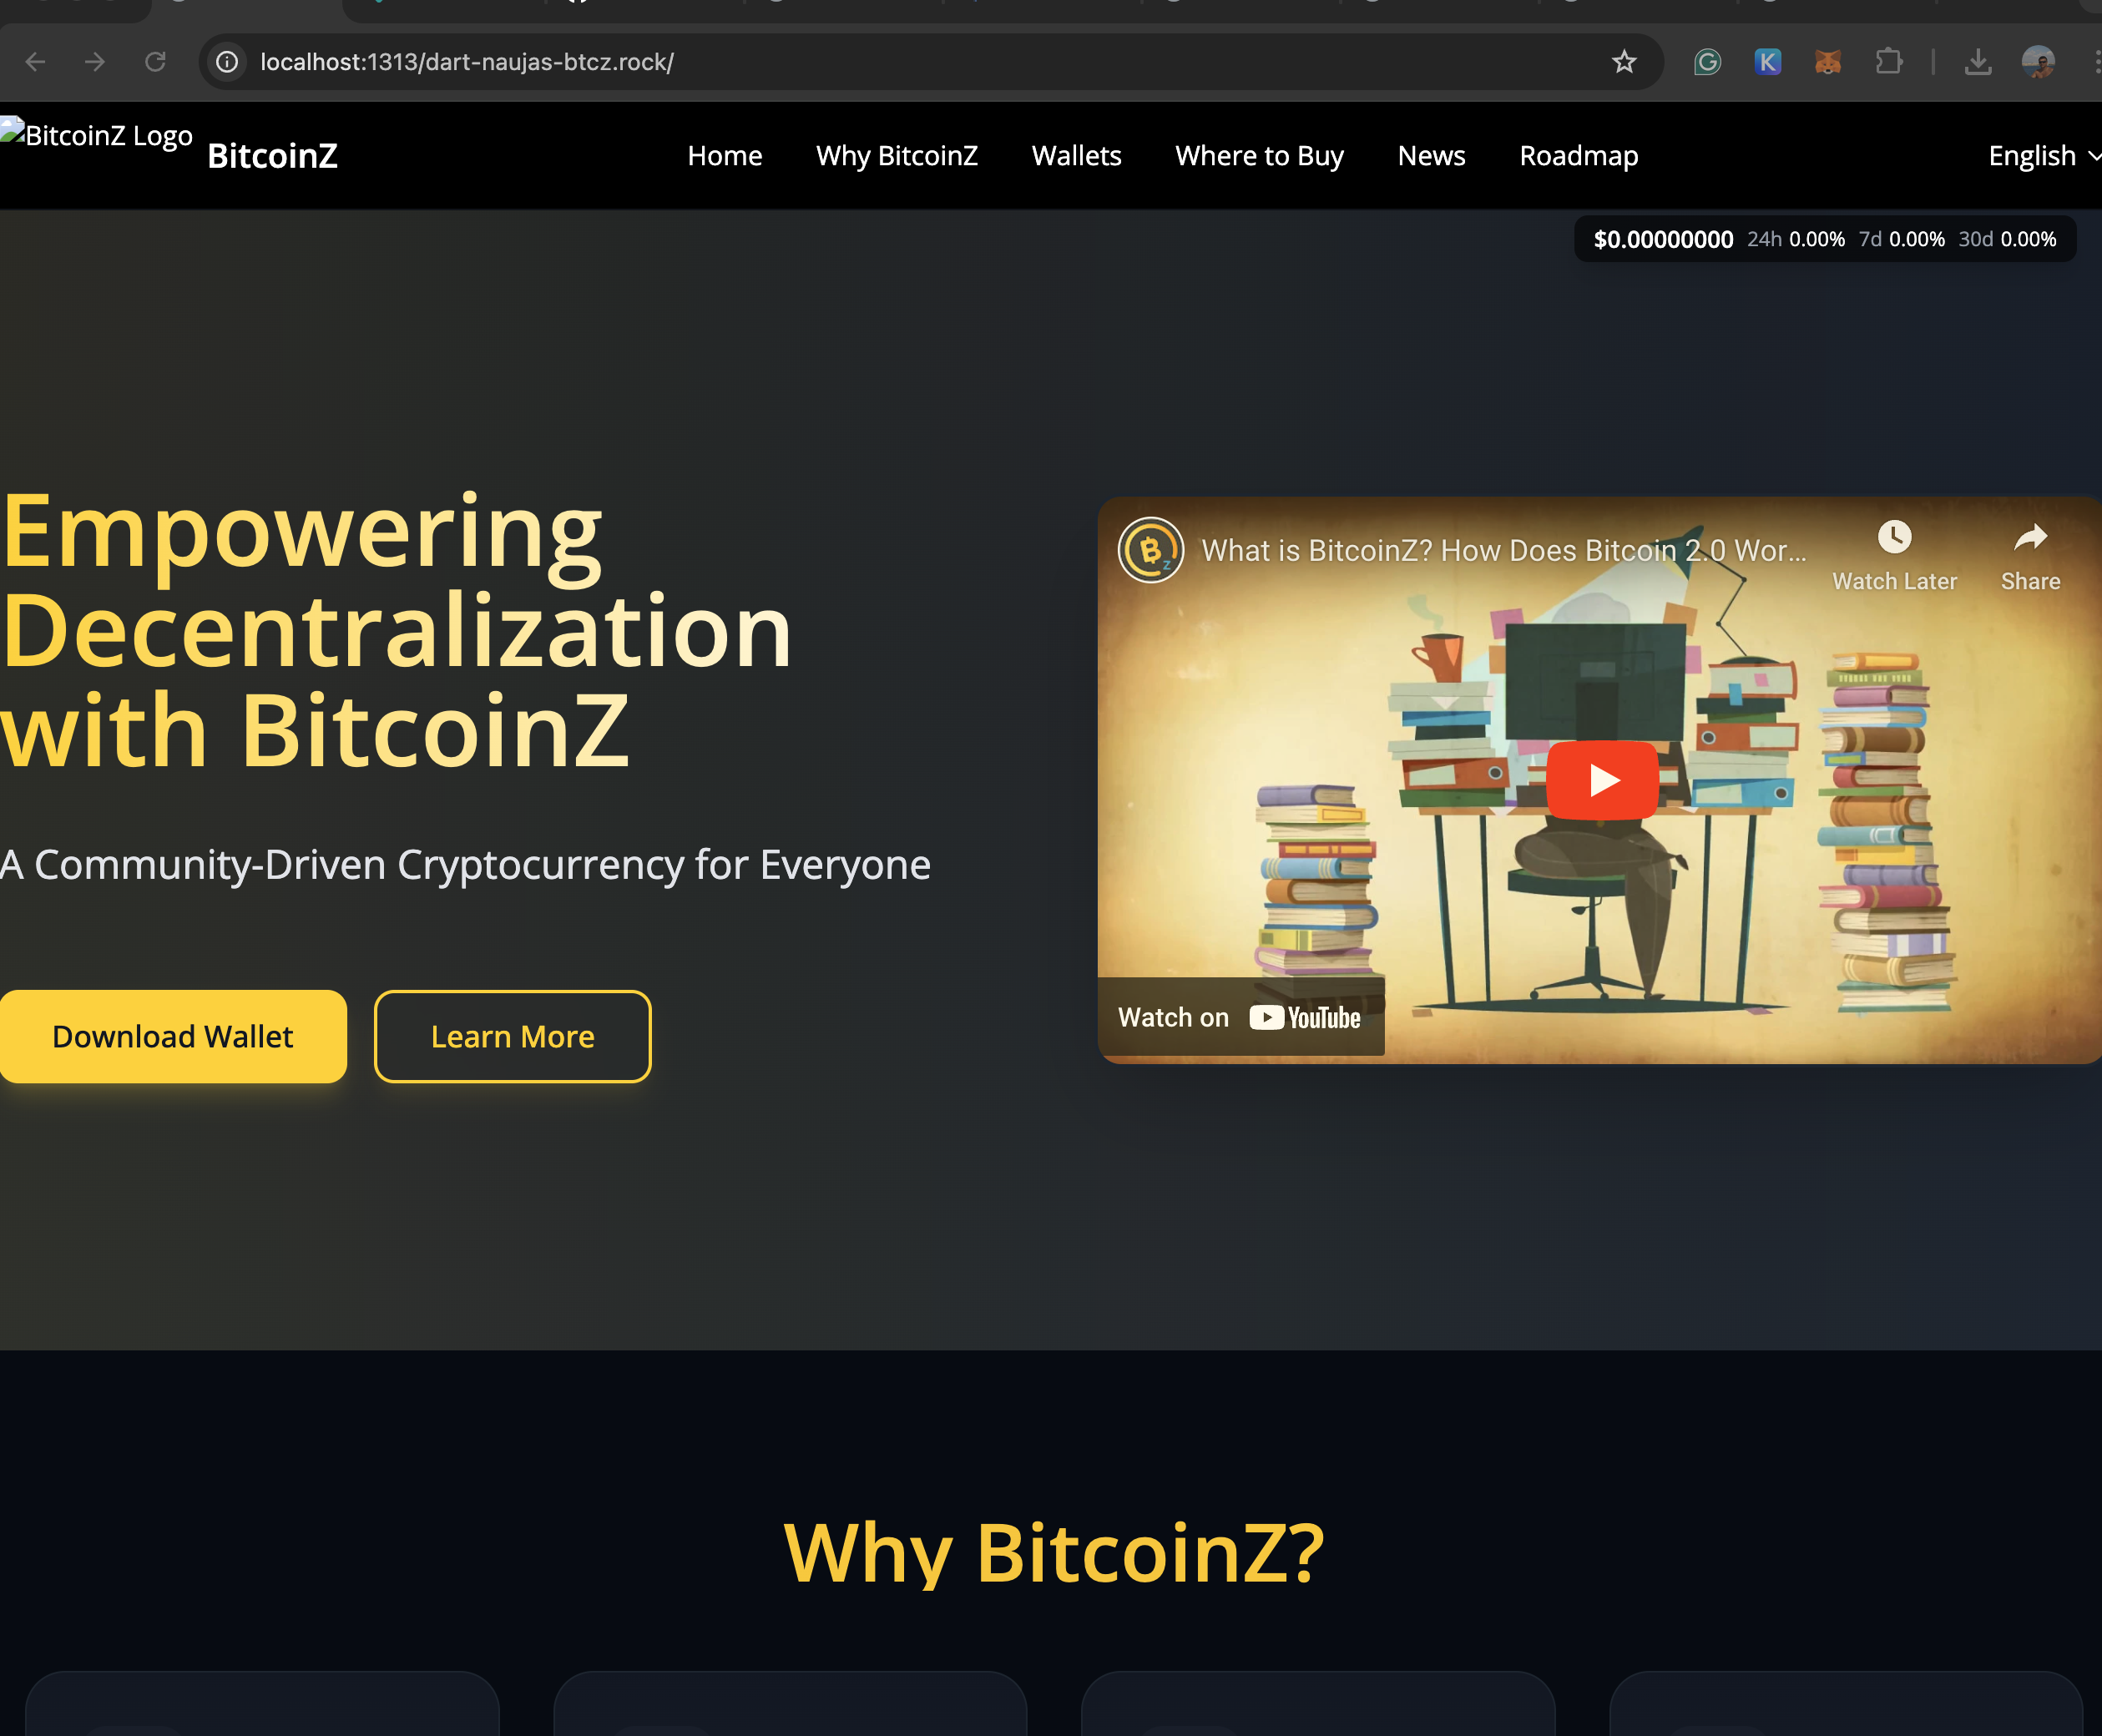 localhost:1313/dart-naujas-btcz.rock/
BitcoinZ Logo
BitcoinZ
Home Why BitcoinZ Wallets Where to Buy News Roadmap
English
$0.00000000 24h 0.00% 7d 0.00% 30d 0.00%
Empowering
Decentralization
with BitcoinZ
A Community-Driven Cryptocurrency for Everyone
Download Wallet
Learn More
What is BitcoinZ? How Does Bitcoin 2.0 Wor...
Watch Later
Share
Watch on YouTube
Why BitcoinZ?